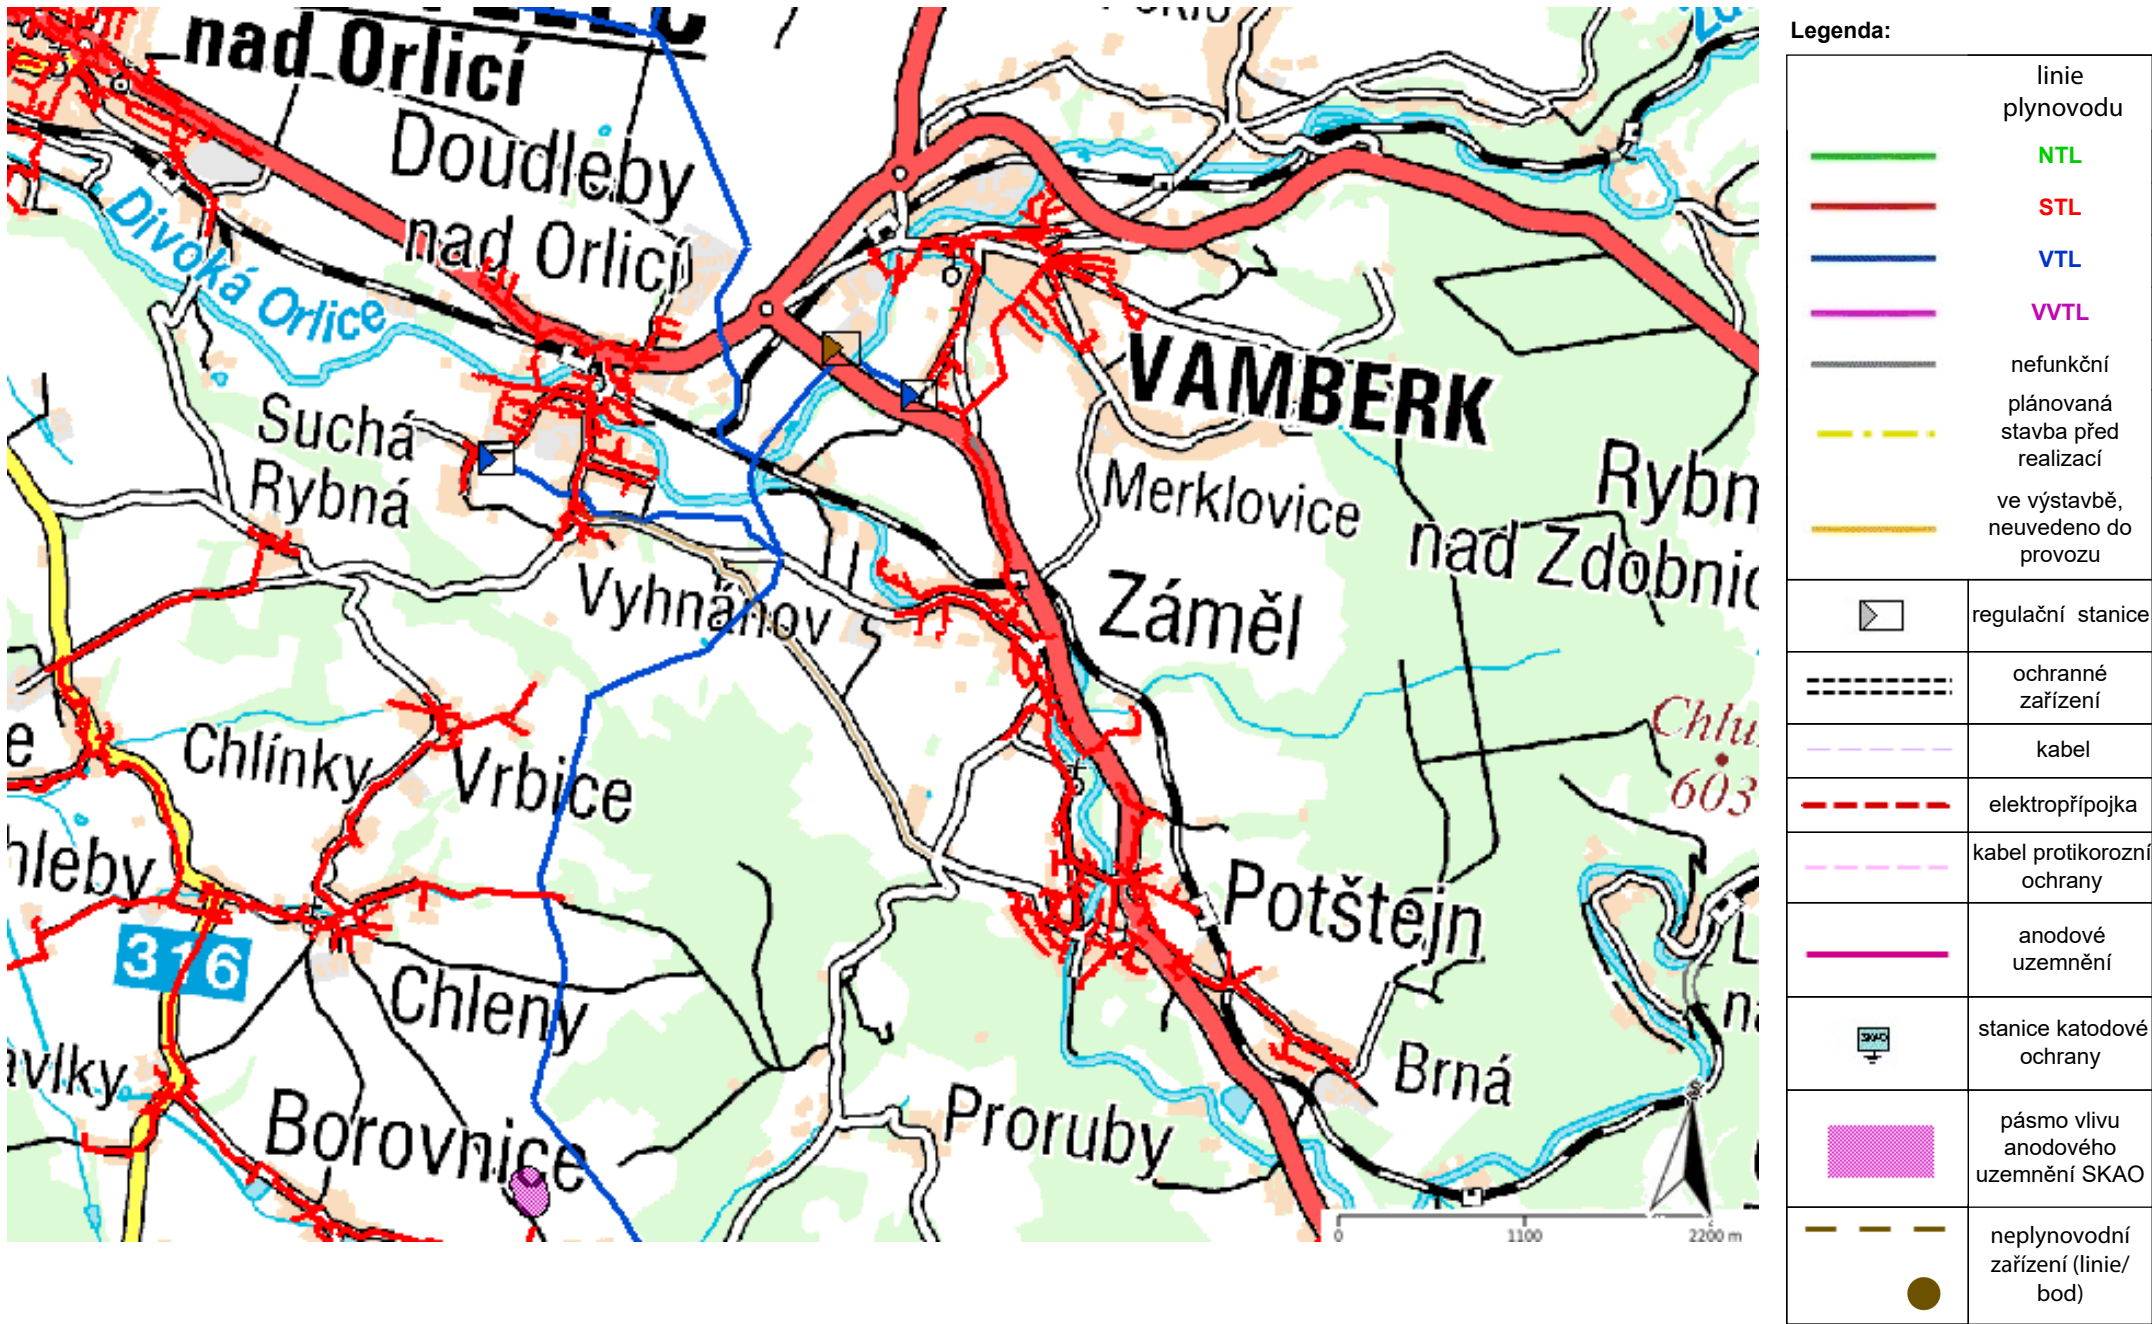 nad Orlicí
Doudleby
nad Orlicí
Divoká Orlice
VAMBERK
Suchá
Rybná
Merklovice
Rybn
nad Zdobnic
Vyhnánov
Záměl
Chlínky
Vrbice
Chlu
603
hleby
316
Potštejn
Chleny
avlky
Borovnice
Brná
Proruby
0 1100 2200 m
Legenda:
linie
plynovodu
NTL
STL
VTL
VVTL
nefunkční
plánovaná
stavba před
realizací
ve výstavbě,
neuvedeno do
provozu
regulační stanice
ochranné
zařízení
kabel
elektropřípojka
kabel protikorozní
ochrany
anodové
uzemnění
SKAO
stanice katodové
ochrany
pásmo vlivu
anodového
uzemnění SKAO
neplynovodní
zařízení (linie/
bod)